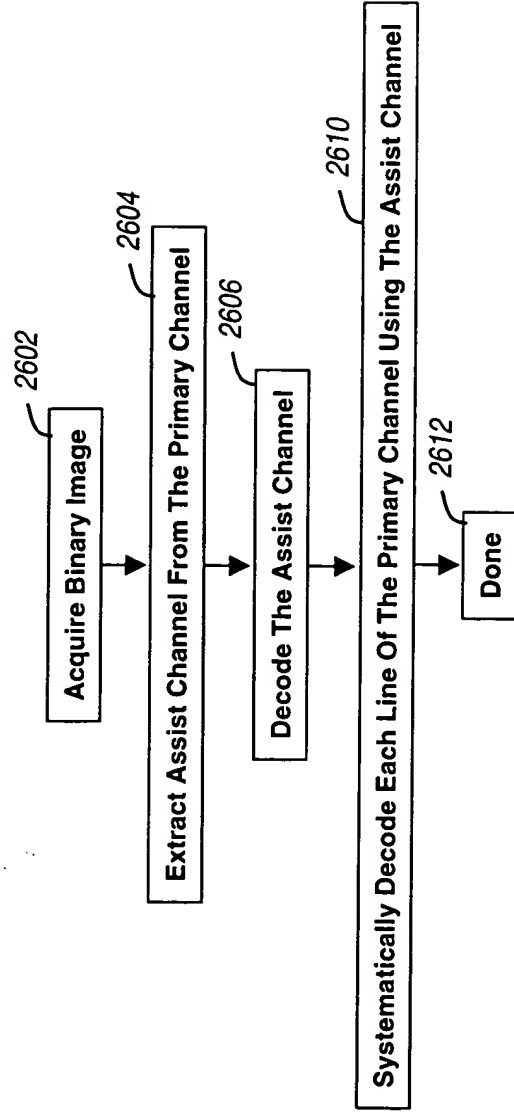 2602
Acquire Binary Image
2604
Extract Assist Channel From The Primary Channel
2606
Decode The Assist Channel
2610
Systematically Decode Each Line Of The Primary Channel Using The Assist Channel
2612
Done